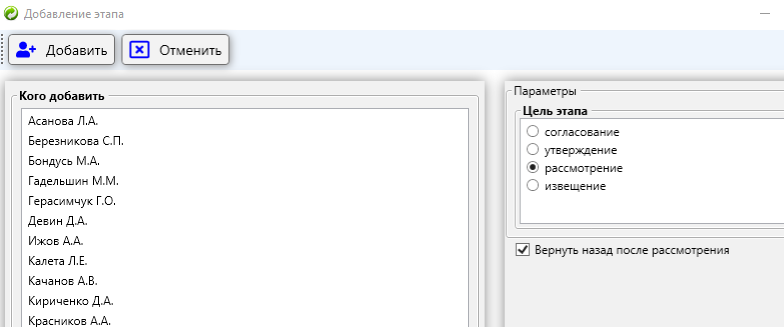 Добавление этапа
Добавить
Отменить
Кого добавить
Асанова Л.А.
Березникова С.П.
Бондусь М.А.
Гадельшин М.М.
Герасимчук Г.О.
Девин Д.А.
Ижов А.А.
Калета Л.Е.
Качанов А.В.
Кириченко Д.А.
Красников А.А.
Параметры
Цель этапа
согласование
утверждение
рассмотрение
извещение
Вернуть назад после рассмотрения